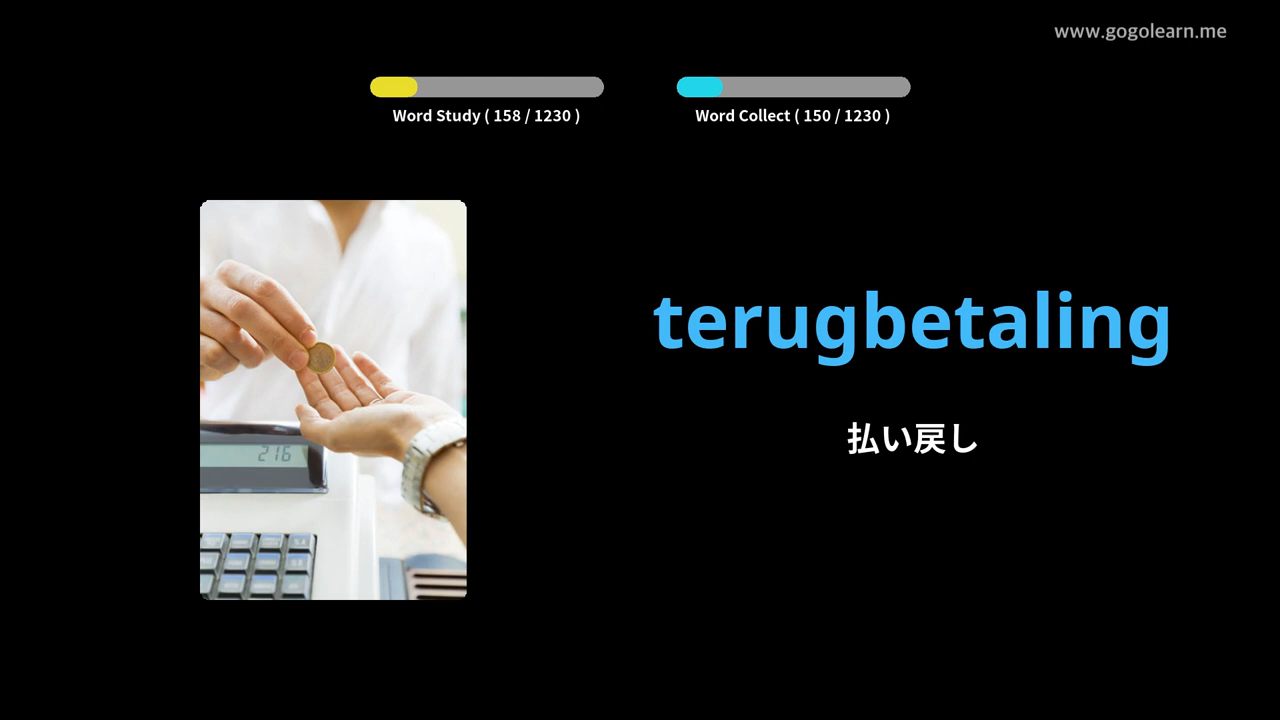 www.gogolearn.me
Word Study ( 158 / 1230 )
Word Collect ( 150 / 1230 )
terugbetaling
払い戻し
216